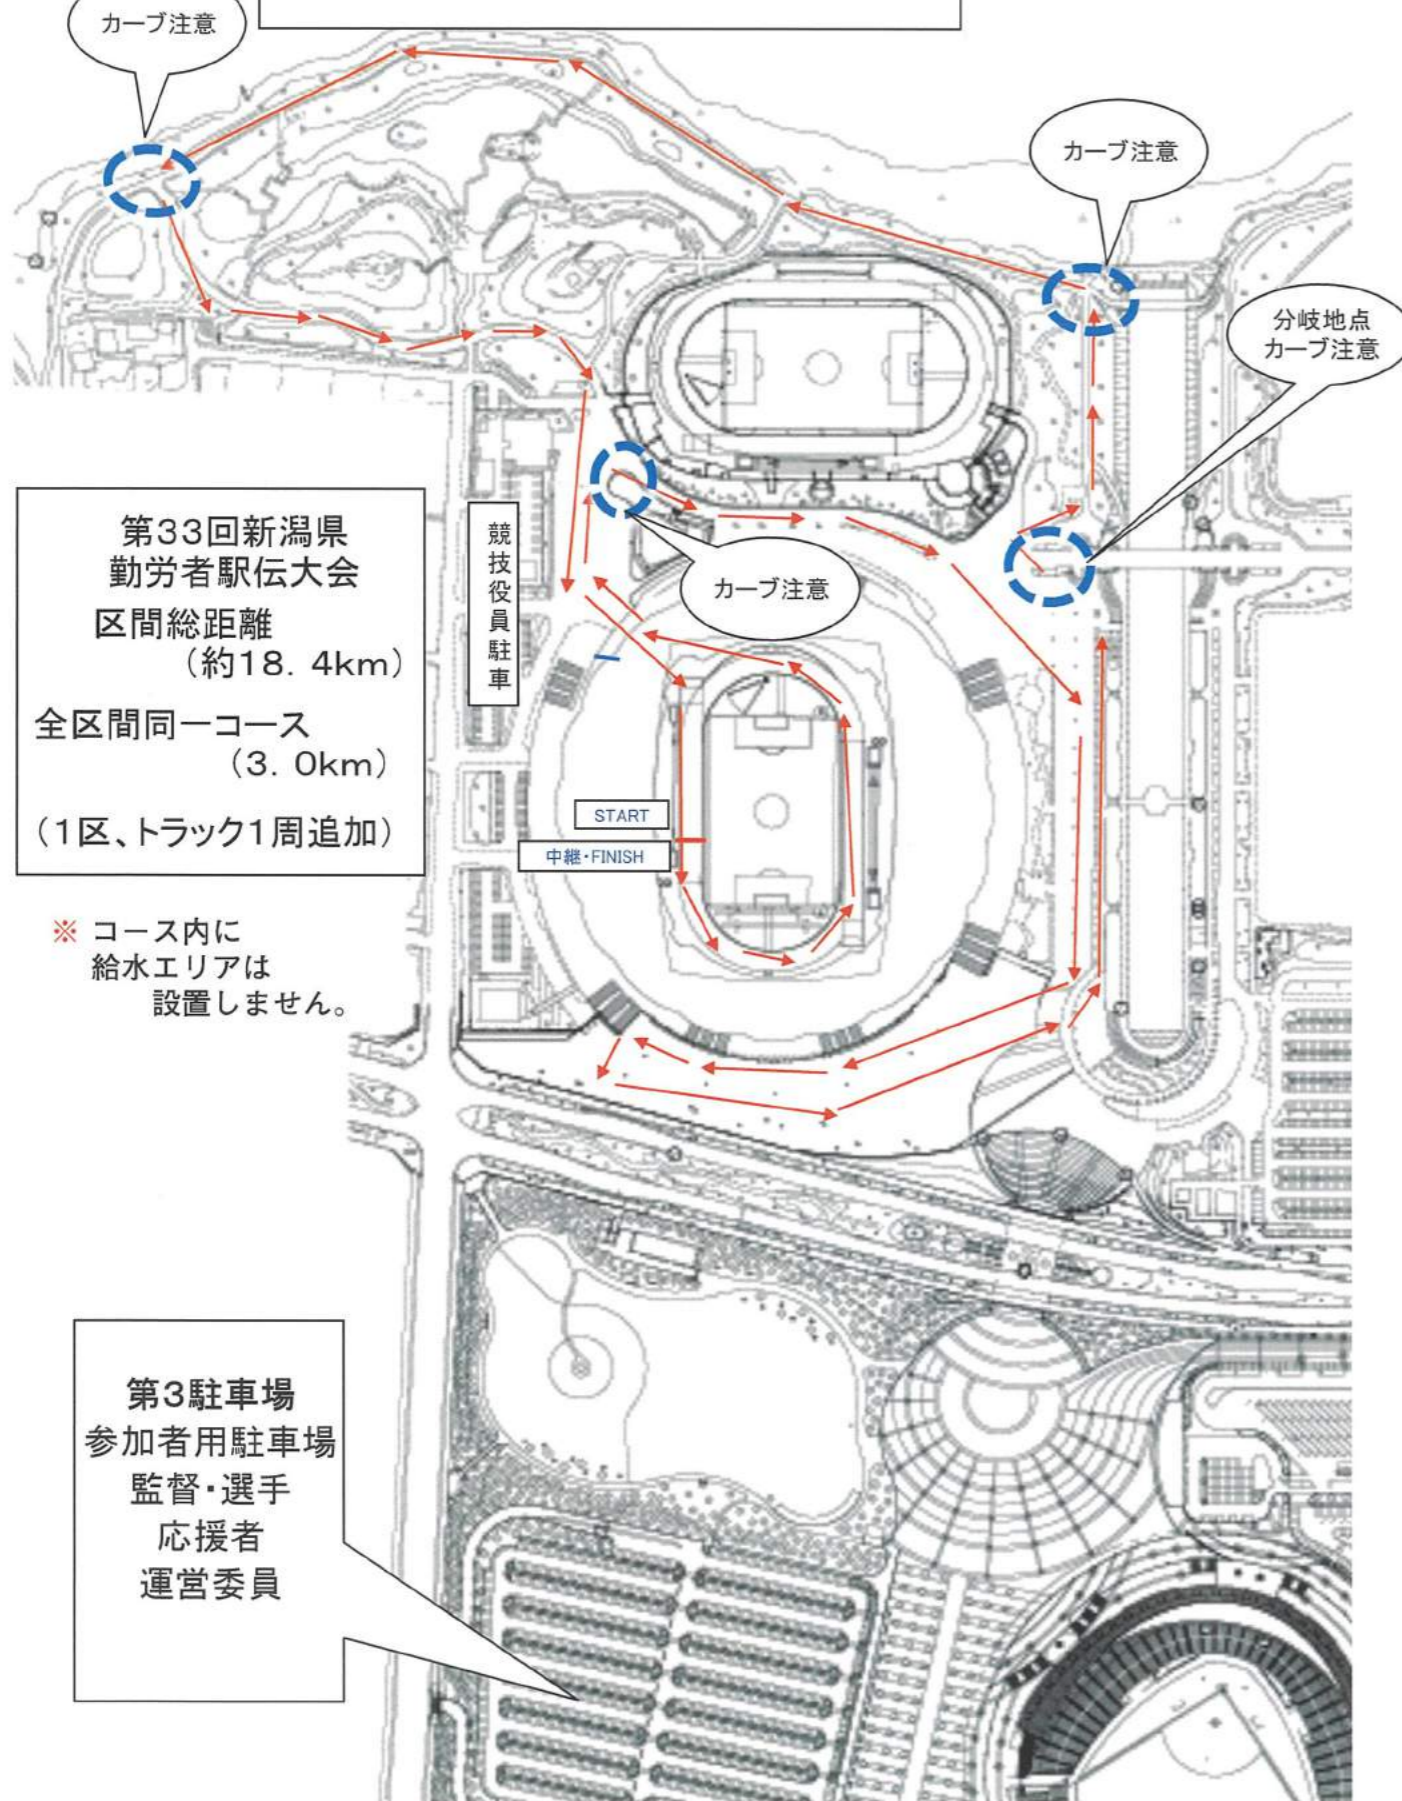 カーブ注意
カーブ注意
分岐地点
カーブ注意
カーブ注意
競技役員駐車
第33回新潟県
勤労者駅伝大会
区間総距離
（約18．4km）
全区間同一コース
（3．0km）
（1区、トラック1周追加）
START
中継・FINISH
※ コース内に
給水エリアは
設置しません。
第3駐車場
参加者用駐車場
監督・選手
応援者
運営委員